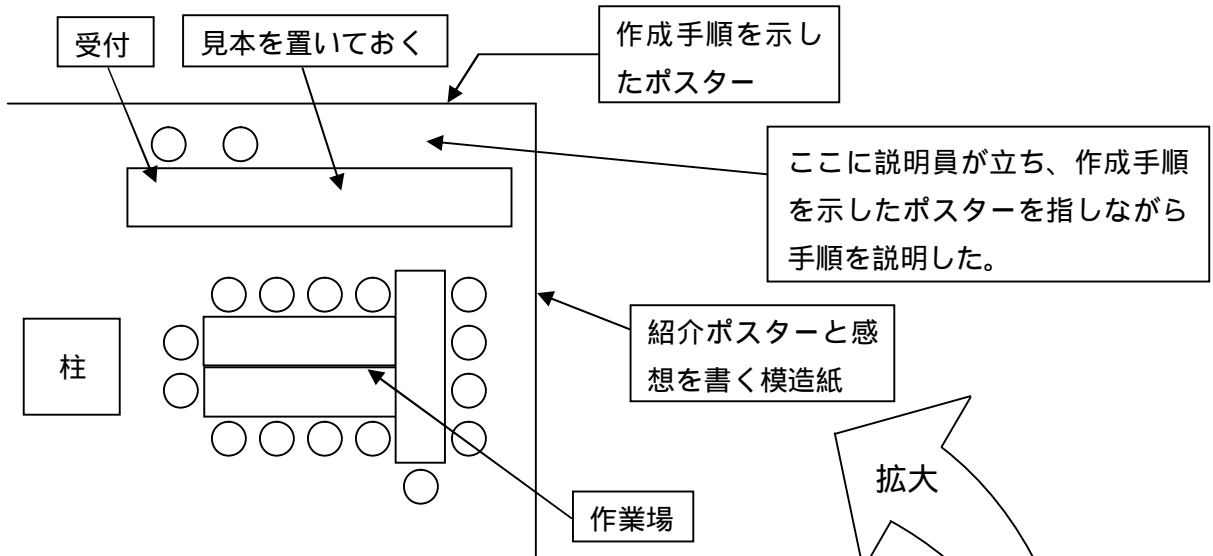 受付
見本を置いておく
作成手順を示し
たポスター
ここに説明員が立ち、作成手順
を示したポスターを指しながら
手順を説明した。
紹介ポスターと感
想を書く模造紙
柱
拡大
作業場